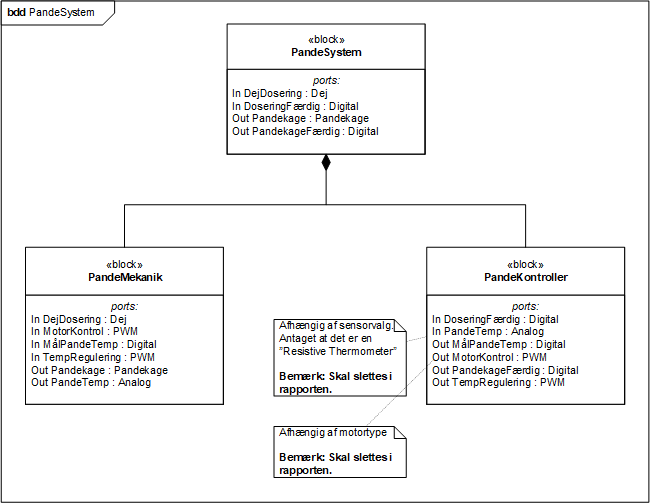 bdd PandeSystem
«block»
PandeSystem
ports:
In DejDosering : Dej
In DoseringFærdig : Digital
Out Pandekage : Pandekage
Out PandekageFærdig : Digital
«block»
PandeMekanik
ports:
In DejDosering : Dej
In MotorKontrol : PWM
In MålPandeTemp : Digital
In TempRegulering : PWM
Out Pandekage : Pandekage
Out PandeTemp : Analog
«block»
PandeKontroller
ports:
In DoseringFærdig : Digital
In PandeTemp : Analog
Out MålPandeTemp : Digital
Out MotorKontrol : PWM
Out PandekageFærdig : Digital
Out TempRegulering : PWM
Afhængig af sensorvalg.
Antaget at det er en
"Resistive Thermometer"
Bemærk: Skal slettes i
rapporten.
Afhængig af motortype
Bemærk: Skal slettes i
rapporten.